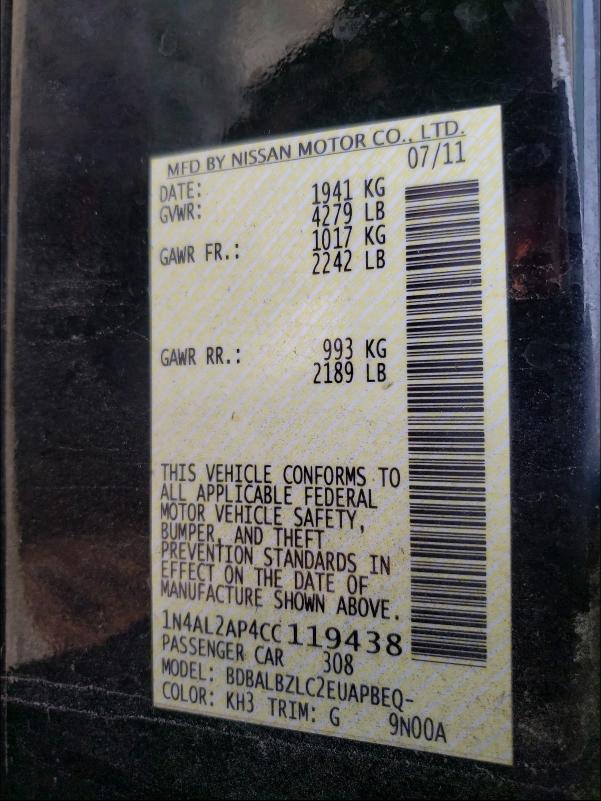 MFD BY NISSAN MOTOR CO., LTD.
DATE: 07/11
GVWR: 1941 KG
4279 LB
GAWR FR.: 1017 KG
2242 LB
GAWR RR.: 993 KG
2189 LB
THIS VEHICLE CONFORMS TO
ALL APPLICABLE FEDERAL
MOTOR VEHICLE SAFETY,
BUMPER, AND THEFT
PREVENTION STANDARDS IN
EFFECT ON THE DATE OF
MANUFACTURE SHOWN ABOVE.
1N4AL2AP4CC119438
PASSENGER CAR 308
MODEL: BDBALBZLC2EUAPBEQ-
COLOR: KH3 TRIM: G 9N00A